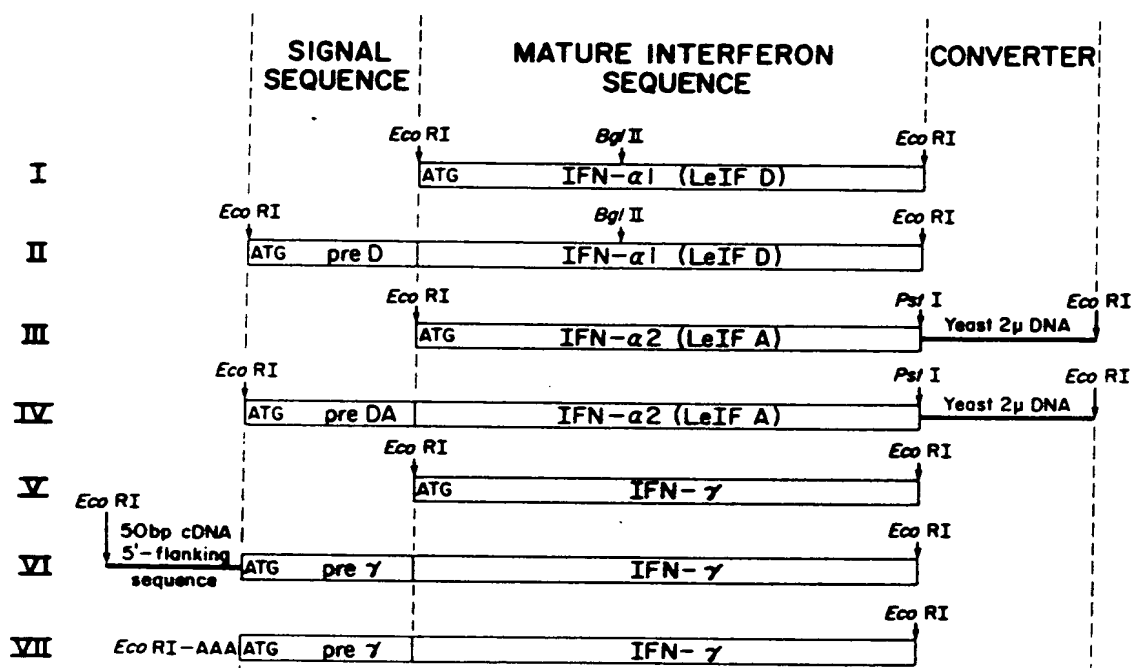 SIGNAL SEQUENCE
MATURE INTERFERON SEQUENCE
CONVERTER
Eco RI
Bgl II
Eco RI
I
ATG
IFN-α1 (LeIF D)
Eco RI
Bgl II
Eco RI
II
ATG pre D
IFN-α1 (LeIF D)
Eco RI
Pst I
Eco RI
III
ATG
IFN-α2 (LeIF A)
Yeast 2μ DNA
Eco RI
Pst I
Eco RI
IV
ATG pre DA
IFN-α2 (LeIF A)
Yeast 2μ DNA
Eco RI
Eco RI
V
ATG
IFN-γ
Eco RI
50bp cDNA
5'-flanking
sequence
Eco RI
VI
ATG pre γ
IFN-γ
Eco RI
VII
Eco RI-AAA
ATG pre γ
IFN-γ